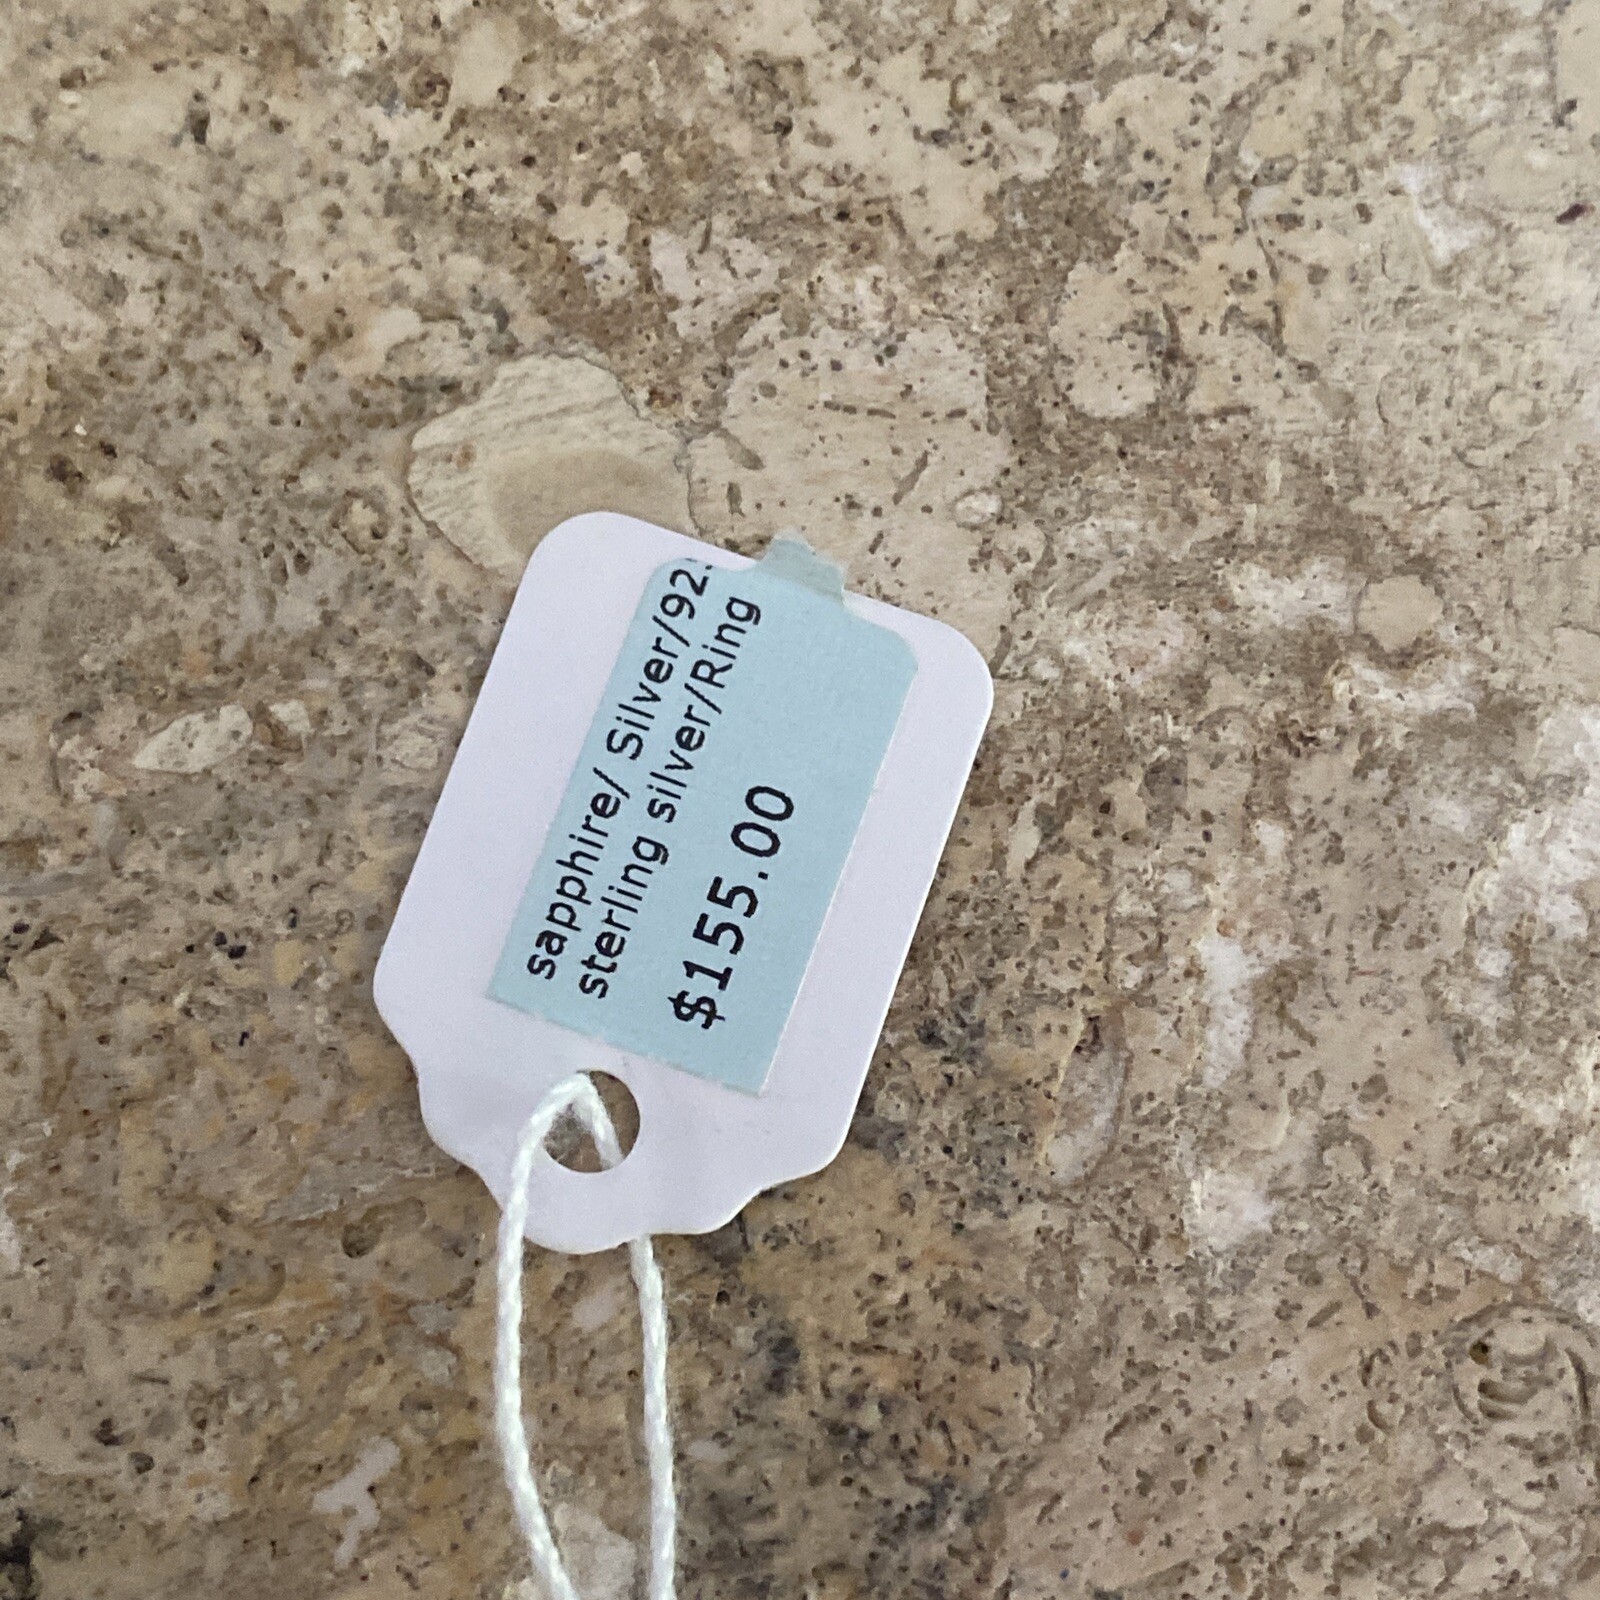 sapphire/ Silver/92
sterling silver/Ring
$155.00